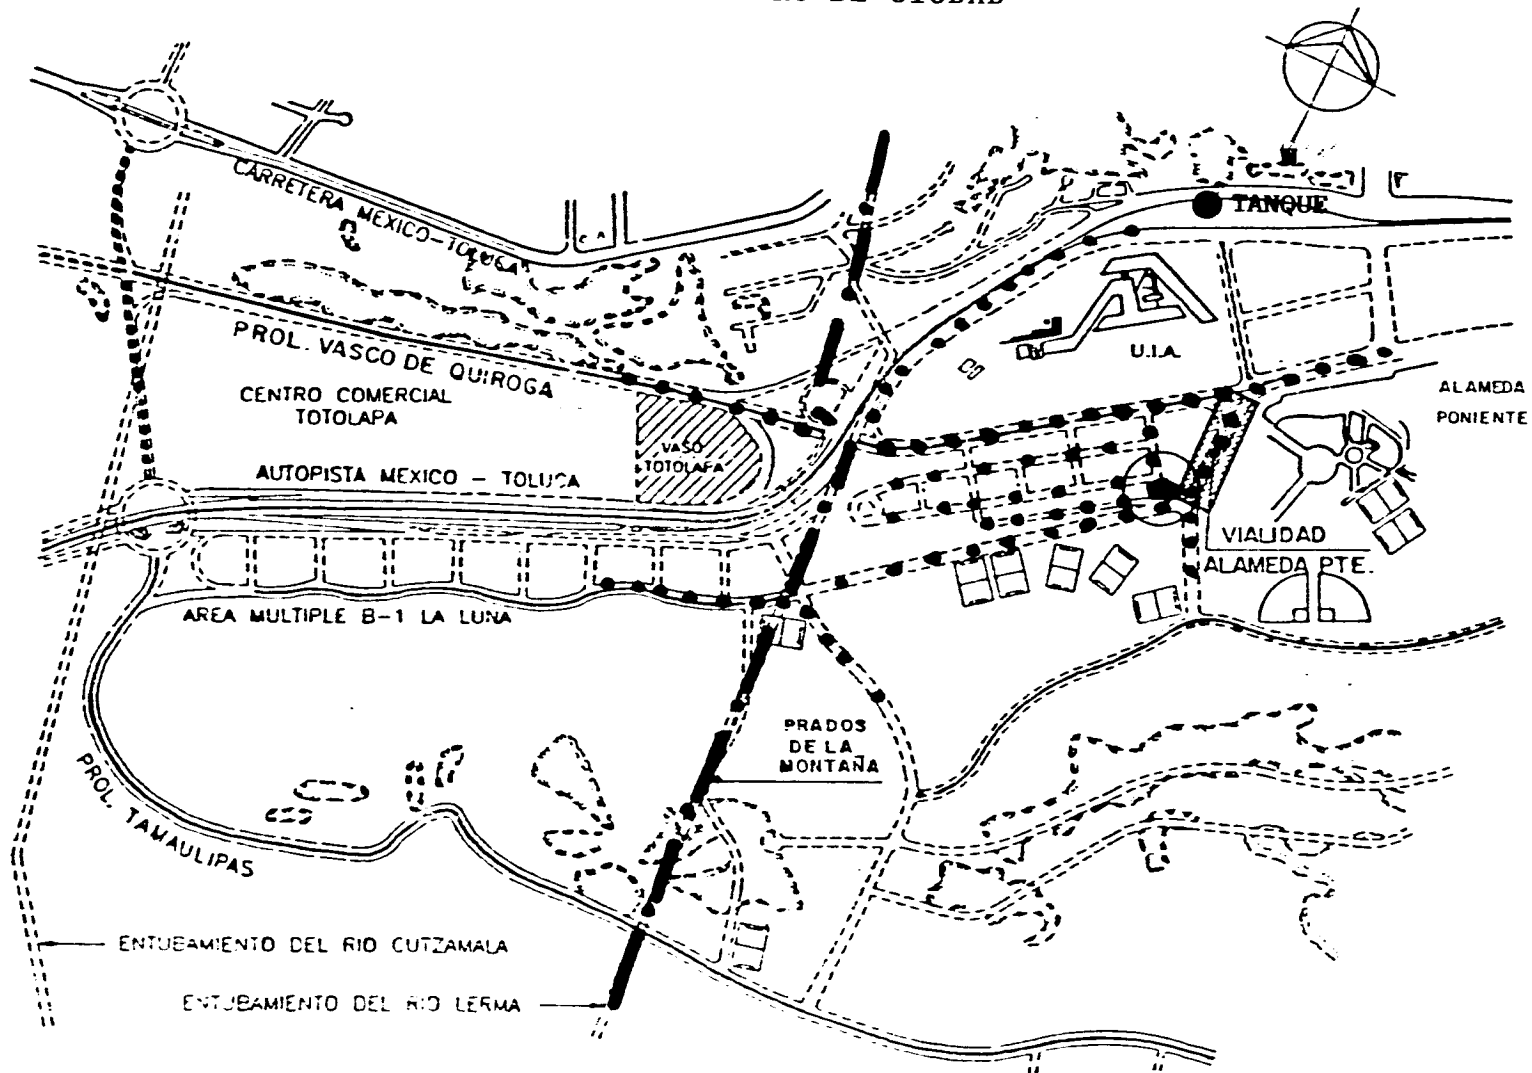 DE CIUDAD
CARRETERA MEXICO-TOLUCA
TANQUE
PROL. VASCO DE QUIROGA
U.I.A.
CENTRO COMERCIAL
TOTOLAPA
ALAMEDA
PONIENTE
VASO
TOTOLAPA
AUTOPISTA MEXICO - TOLUCA
VIALIDAD
ALAMEDA PTE.
AREA MULTIPLE B-1 LA LUNA
PRADOS
DE LA
MONTAÑA
PROL. TAMAULIPAS
ENTUBAMIENTO DEL RIO CUTZAMALA
ENTUBAMIENTO DEL RIO LERMA